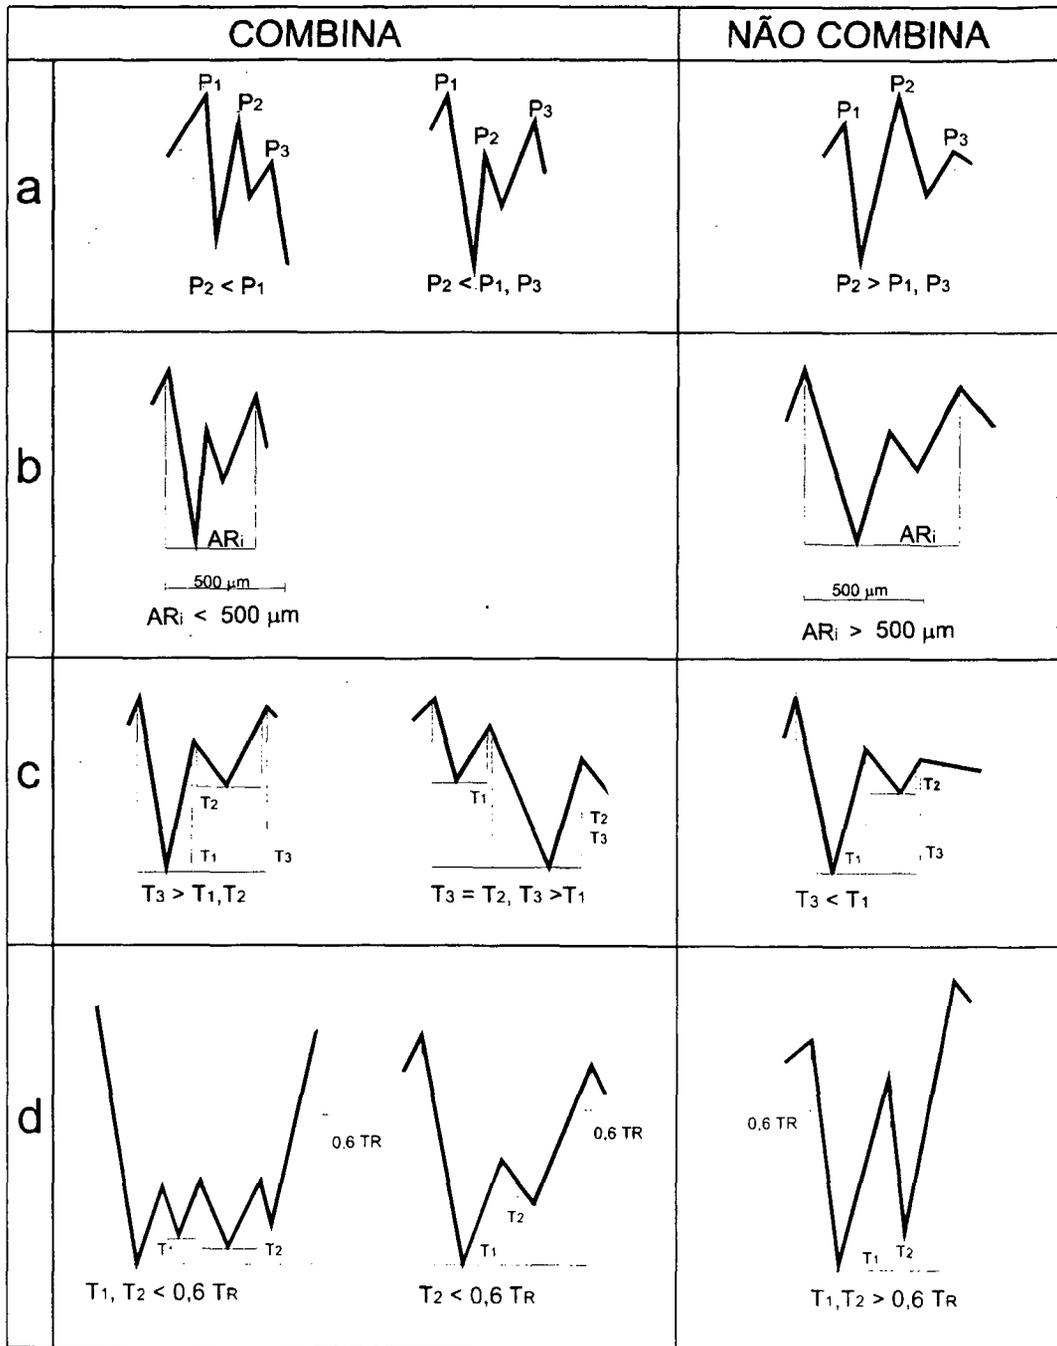 COMBINA
NÃO COMBINA
a
P1
P2
P3
P2 < P1
P1
P2
P3
P2 < P1, P3
P1
P2
P3
P2 > P1, P3
b
ARi
500 µm
ARi < 500 µm
ARi
500 µm
ARi > 500 µm
c
T2
T1
T3
T3 > T1,T2
T1
T2
T3
T3 = T2, T3 >T1
T2
T1
T3
T3 < T1
d
0,6 TR
T1
T2
T1, T2 < 0,6 TR
0,6 TR
T2
T1
T2 < 0,6 TR
0,6 TR
T1
T2
T1,T2 > 0,6 TR